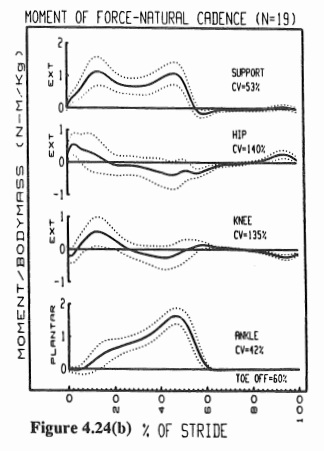 MOMENT OF FORCE-NATURAL CADENCE (N=19)
MOMENT/BODYMASS (N-M/Kg)
2
EXT
1
0
SUPPORT
CV=53%
1
EXT
0
-1
HIP
CV=140%
1
EXT
0
-1
KNEE
CV=135%
2
PLANTAR
1
0
ANKLE
CV=42%
TOE OFF=60%
0 20 40 60 80 100
Figure 4.24(b) % OF STRIDE